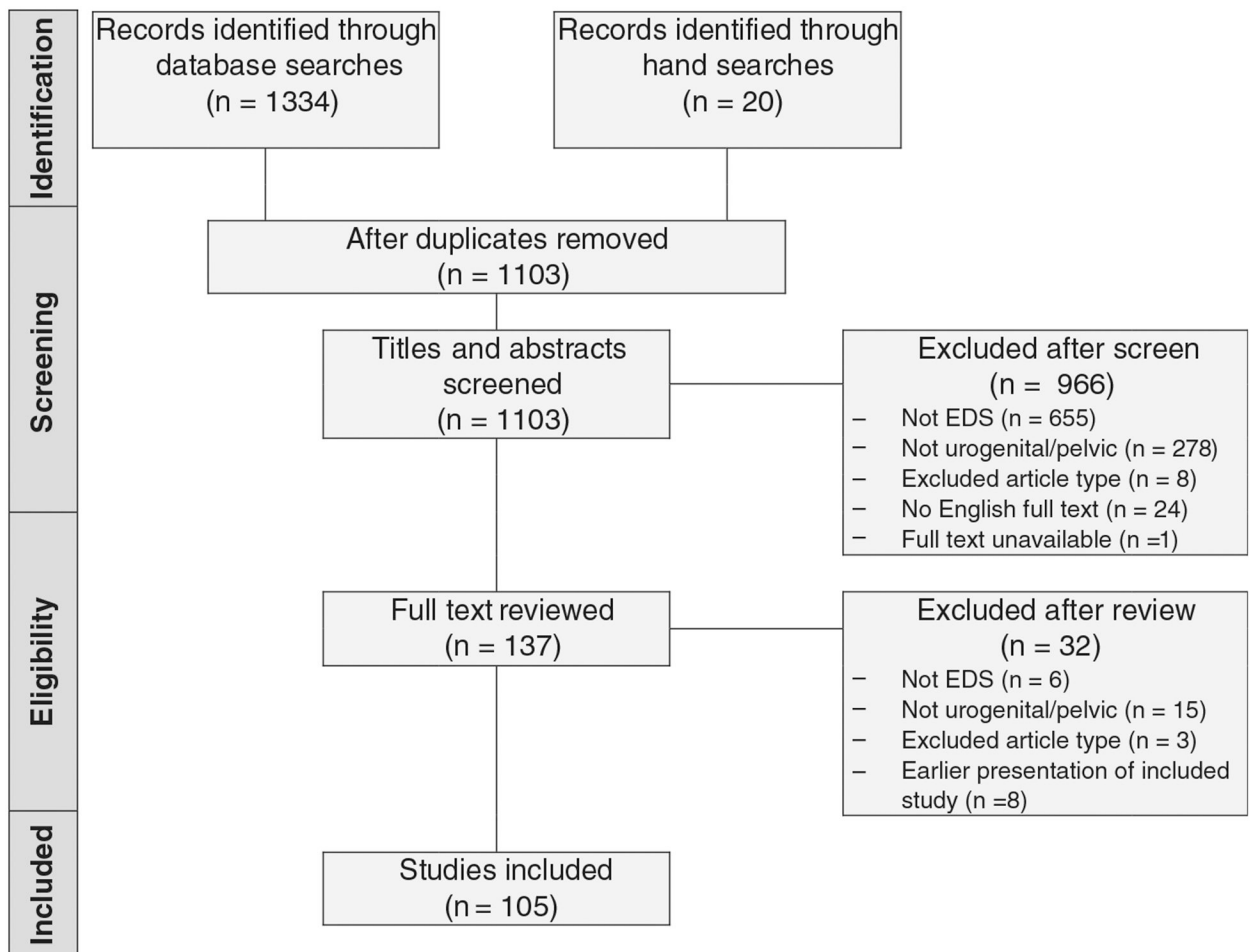 Identification
Records identified through
database searches
(n = 1334)
Records identified through
hand searches
(n = 20)
Screening
After duplicates removed
(n = 1103)
Titles and abstracts
screened
(n = 1103)
Excluded after screen
(n = 966)
– Not EDS (n = 655)
– Not urogenital/pelvic (n = 278)
– Excluded article type (n = 8)
– No English full text (n = 24)
– Full text unavailable (n =1)
Eligibility
Full text reviewed
(n = 137)
Excluded after review
(n = 32)
– Not EDS (n = 6)
– Not urogenital/pelvic (n = 15)
– Excluded article type (n = 3)
– Earlier presentation of included
study (n =8)
Included
Studies included
(n = 105)